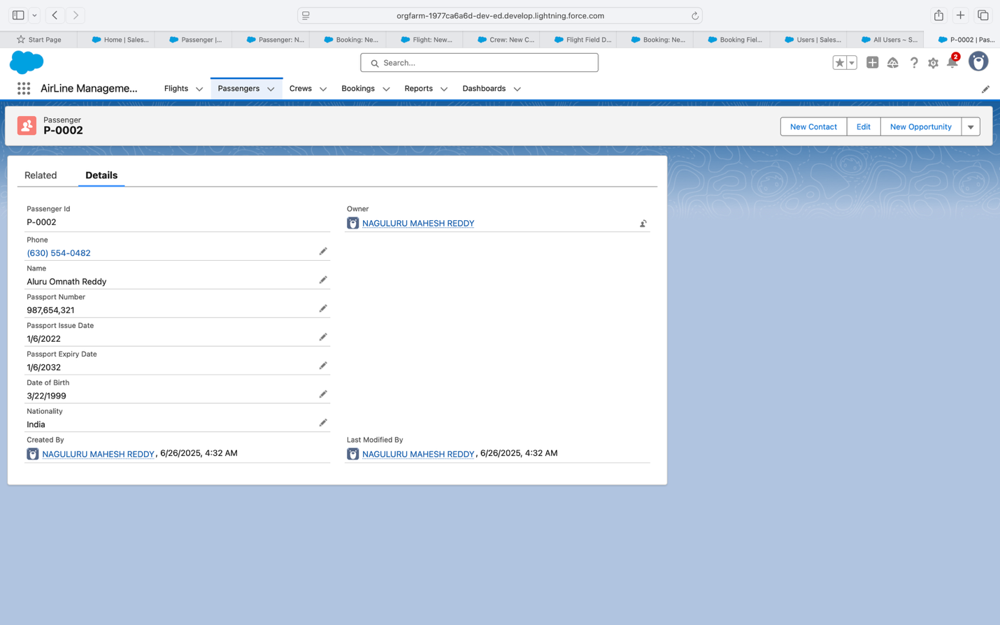 orgfarm-1977ca6a6d-dev-ed.develop.lightning.force.com
Start Page
Home | Sales...
Passenger |...
Passenger: N...
Booking: Ne...
Flight: New...
Crew: New C...
Flight Field D...
Booking: Ne...
Booking Fiel...
Users | Sales...
All Users ~ S...
P-0002 | Pas...
Search...
2
AirLine Manageme...
Flights
Passengers
Crews
Bookings
Reports
Dashboards
Passenger
P-0002
New Contact
Edit
New Opportunity
Related
Details
Passenger Id
P-0002
Owner
NAGULURU MAHESH REDDY
Phone
(630) 554-0482
Name
Aluru Omnath Reddy
Passport Number
987,654,321
Passport Issue Date
1/6/2022
Passport Expiry Date
1/6/2032
Date of Birth
3/22/1999
Nationality
India
Created By
NAGULURU MAHESH REDDY, 6/26/2025, 4:32 AM
Last Modified By
NAGULURU MAHESH REDDY, 6/26/2025, 4:32 AM